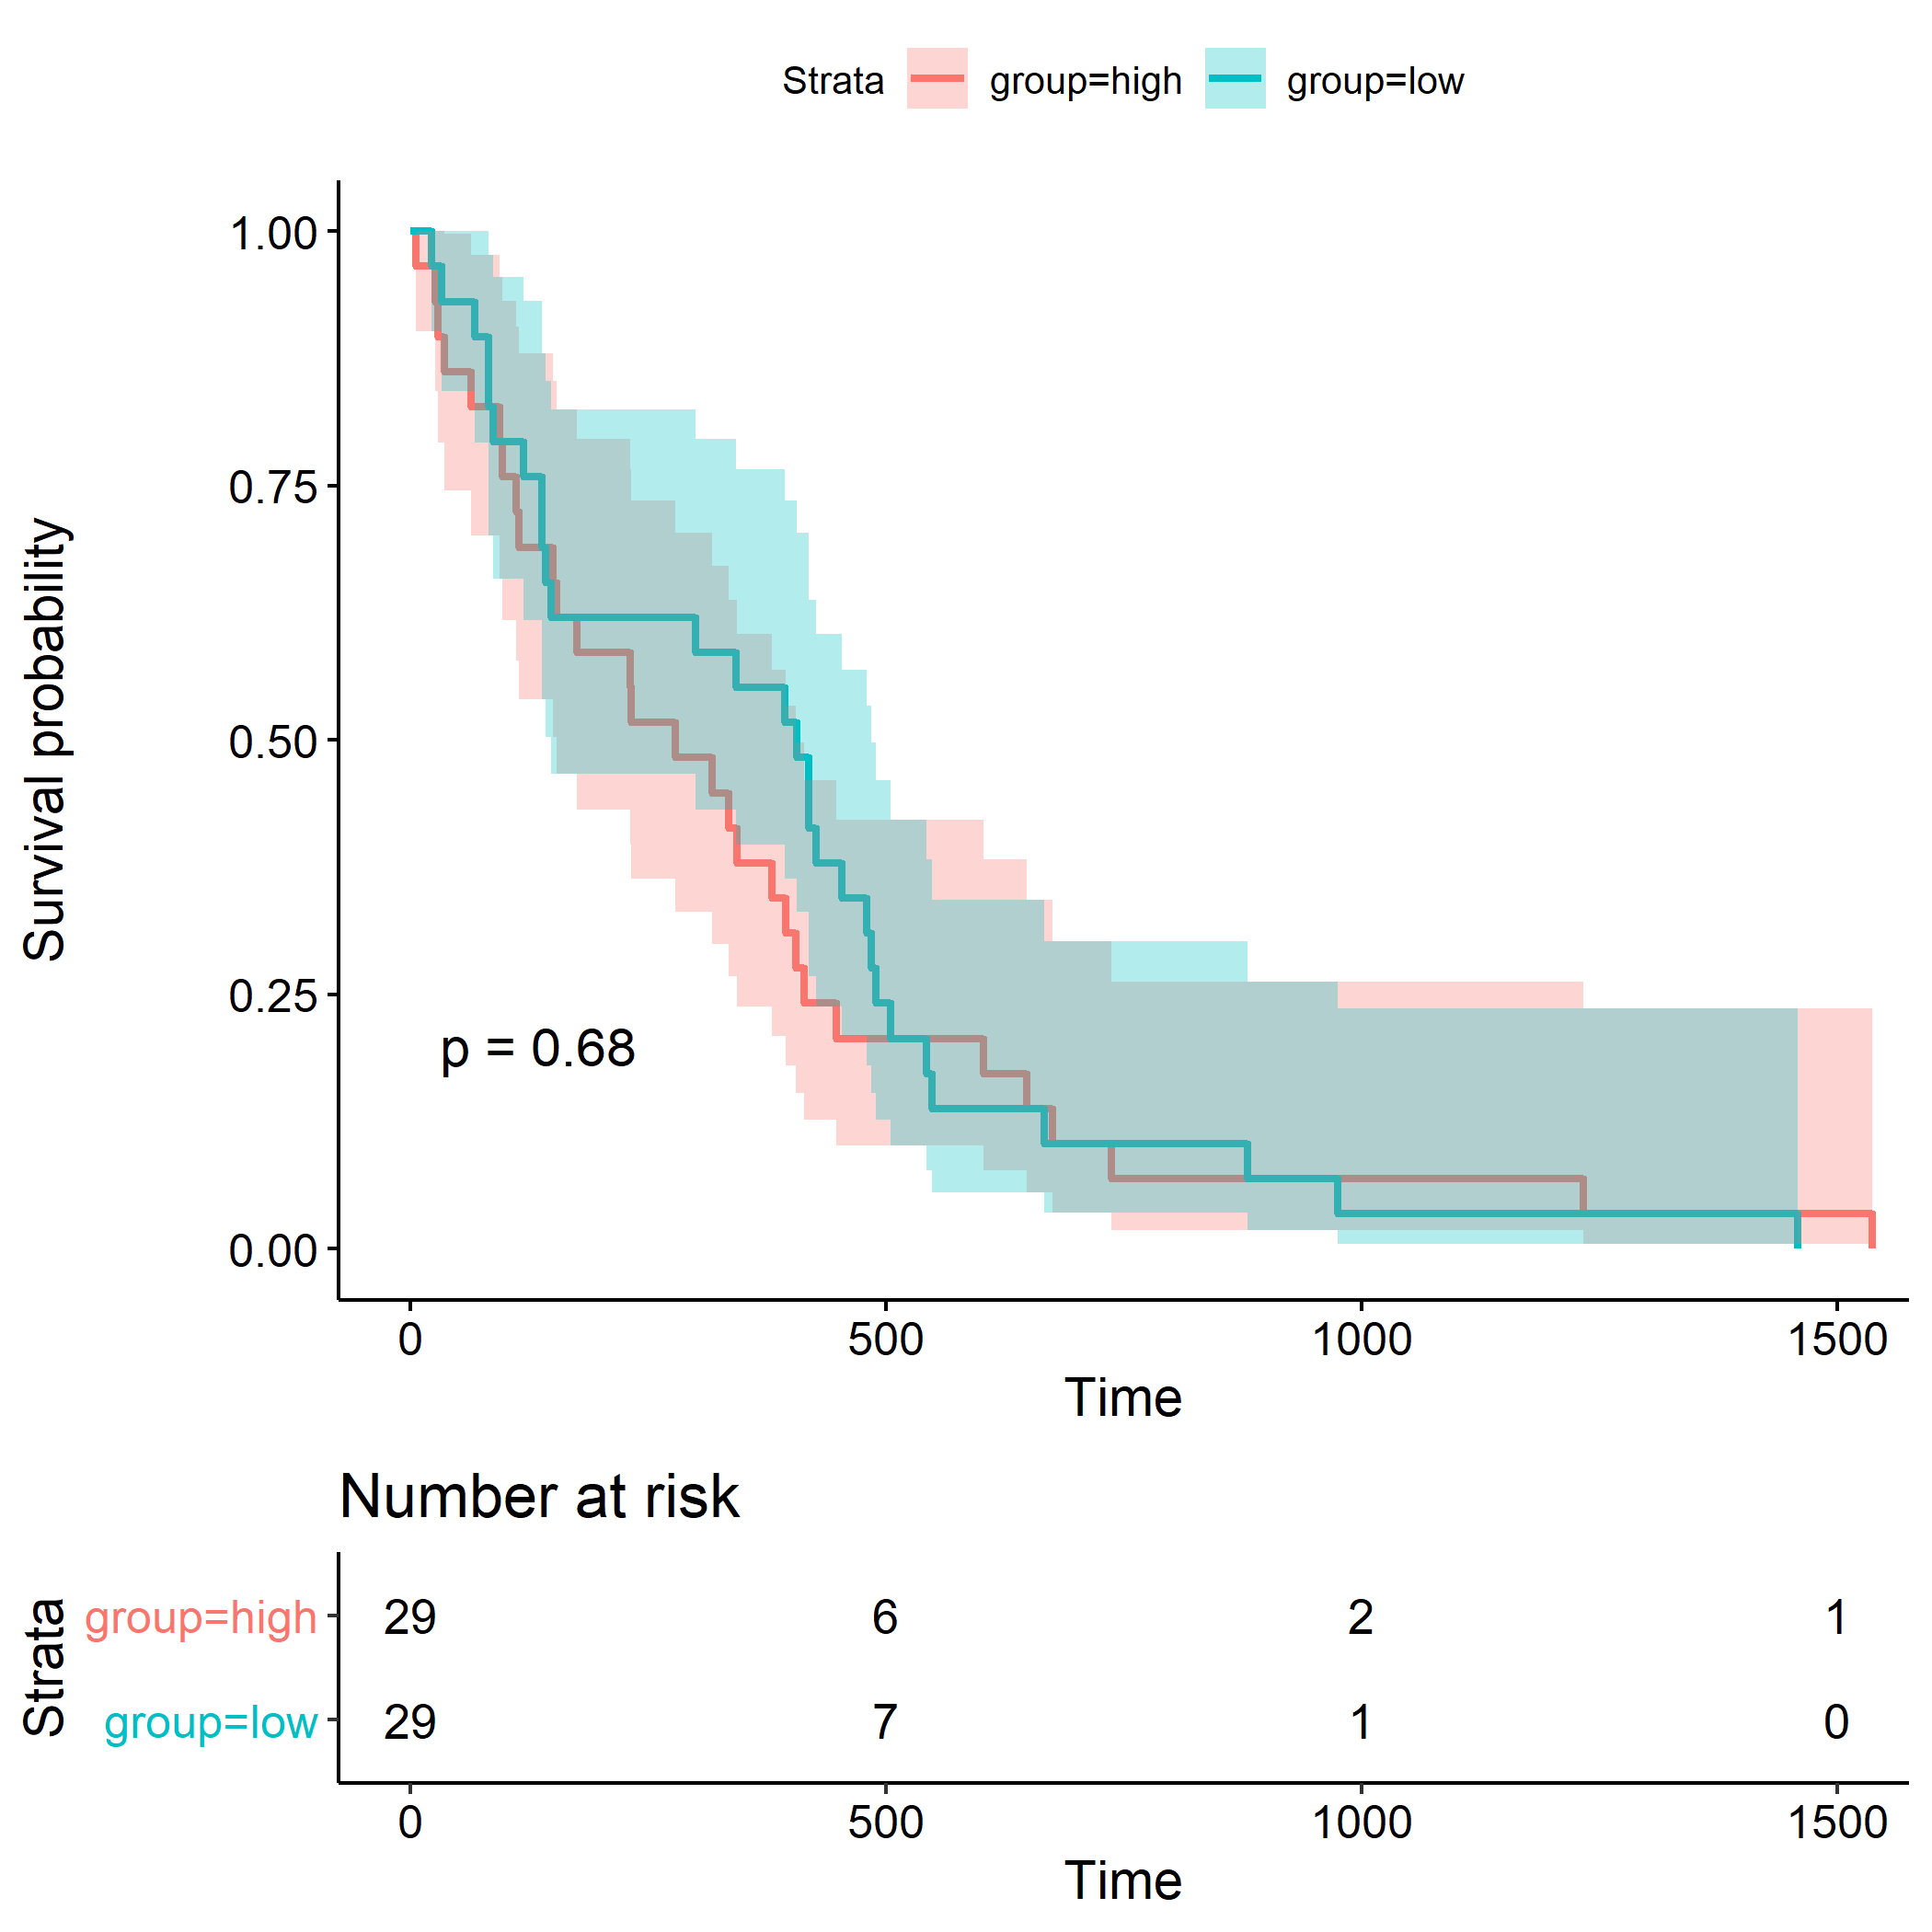 Strata group=high group=low
1.00
0.75
0.50
0.25
0.00
Survival probability
p = 0.68
0 500 1000 1500
Time
Number at risk
Strata
group=high 29 6 2 1
group=low 29 7 1 0
0 500 1000 1500
Time